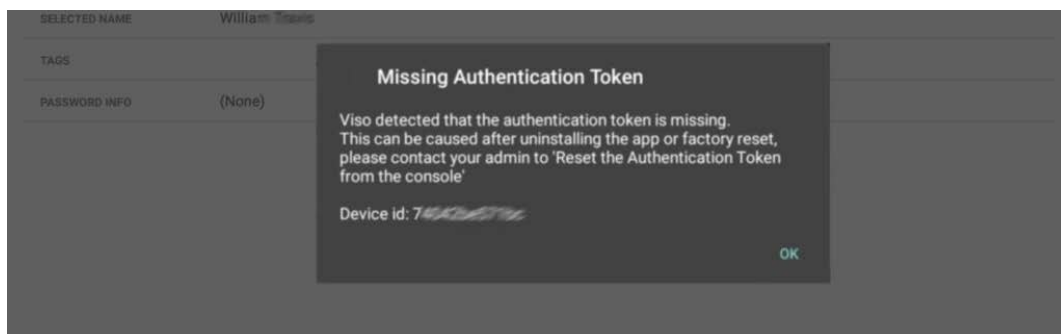 SELECTED NAME William
TAGS
PASSWORD INFO (None)
Missing Authentication Token
Viso detected that the authentication token is missing.
This can be caused after uninstalling the app or factory reset,
please contact your admin to 'Reset the Authentication Token
from the console'
Device id:
OK